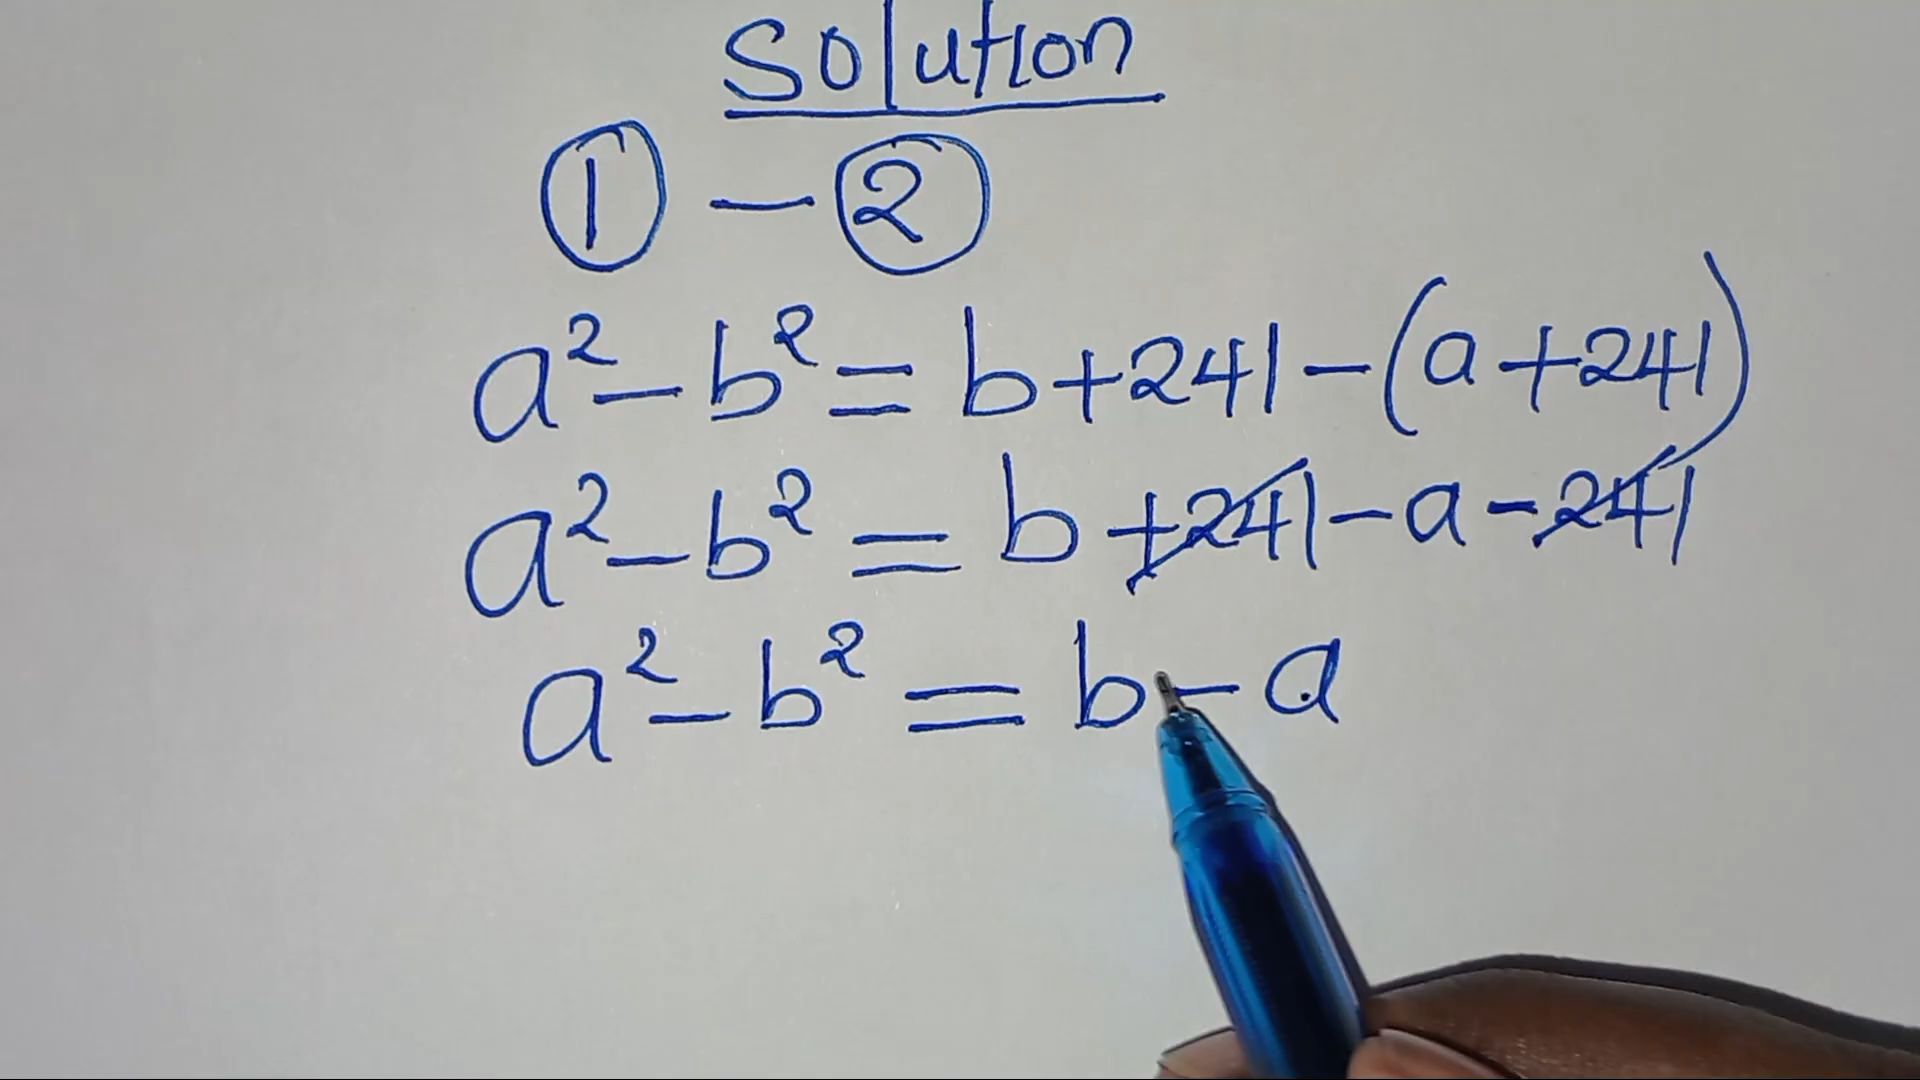 Solution
① - ②
a² - b² = b + 241 - (a + 241)
a² - b² = b + 241 - a - 241
a² - b² = b - a